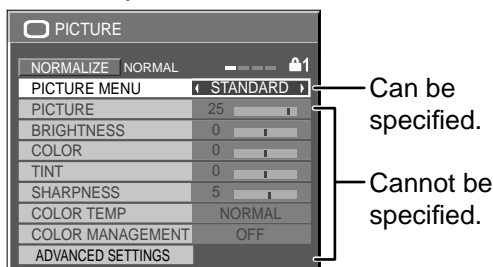 PICTURE
NORMALIZE NORMAL 1
PICTURE MENU STANDARD
PICTURE 25
BRIGHTNESS 0
COLOR 0
TINT 0
SHARPNESS 5
COLOR TEMP NORMAL
COLOR MANAGEMENT OFF
ADVANCED SETTINGS
Can be
specified.
Cannot be
specified.